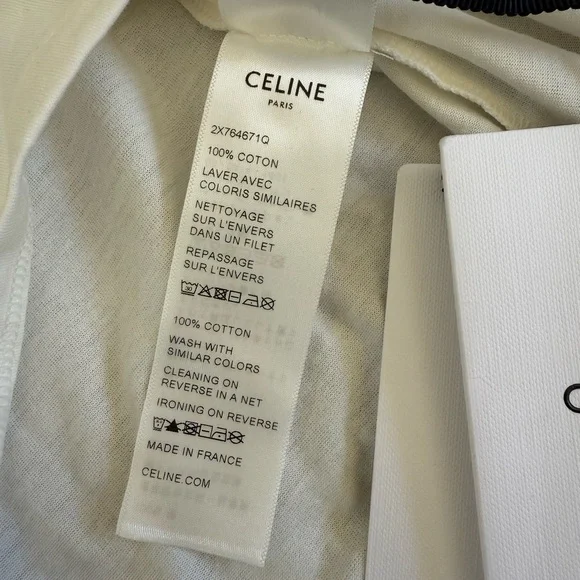 CELINE
PARIS
2X764671Q
100% COTON
LAVER AVEC
COLORIS SIMILAIRES
NETTOYAGE
SUR L'ENVERS
DANS UN FILET
REPASSAGE
SUR L'ENVERS
30
100% COTTON
WASH WITH
SIMILAR COLORS
CLEANING ON
REVERSE IN A NET
IRONING ON REVERSE
MADE IN FRANCE
CELINE.COM